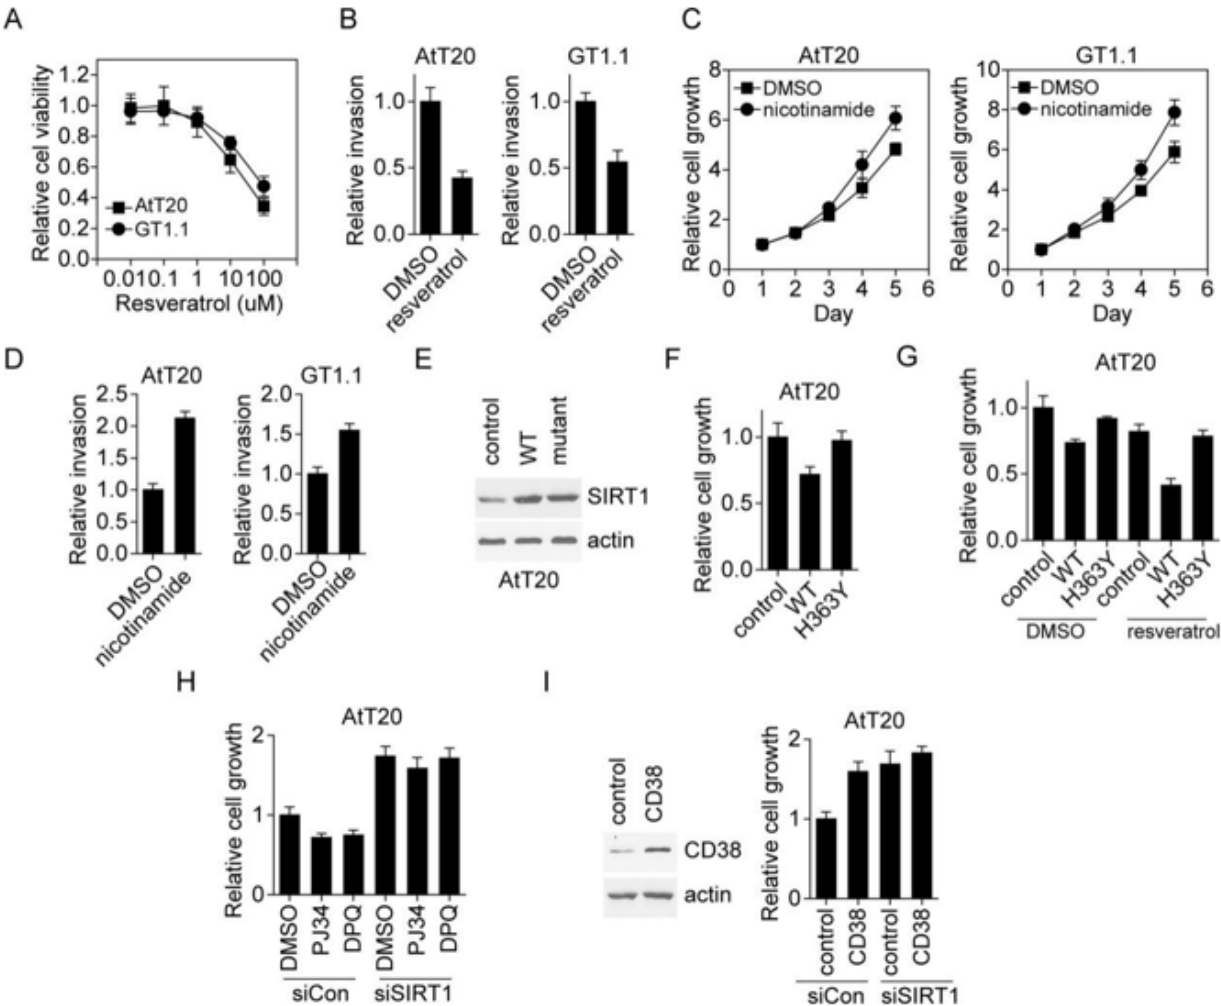 A
Relative cel viability
1.2
1.0
0.8
0.6
0.4
0.2
0.0
AtT20
GT1.1
0.01 0.1 1 10 100
Resveratrol (uM)
B
AtT20
Relative invasion
1.0
0.5
0.0
DMSO
resveratrol
GT1.1
Relative invasion
1.0
0.5
0.0
DMSO
resveratrol
C
AtT20
Relative cell growth
8
6
4
2
0
DMSO
nicotinamide
0 1 2 3 4 5 6
Day
GT1.1
Relative cell growth
10
8
6
4
2
0
DMSO
nicotinamide
0 1 2 3 4 5 6
Day
D
AtT20
Relative invasion
2.5
2.0
1.5
1.0
0.5
0.0
DMSO
nicotinamide
GT1.1
Relative invasion
2.0
1.5
1.0
0.5
0.0
DMSO
nicotinamide
E
control
WT
mutant
SIRT1
actin
AtT20
F
AtT20
Relative cell growth
1.0
0.5
0.0
control
WT
H363Y
G
AtT20
Relative cell growth
1.0
0.5
0.0
control
WT
H363Y
control
WT
H363Y
DMSO
resveratrol
H
AtT20
Relative cell growth
2
1
0
DMSO
PJ34
DPQ
DMSO
PJ34
DPQ
siCon
siSIRT1
I
control
CD38
CD38
actin
AtT20
Relative cell growth
2
1
0
control
CD38
control
CD38
siCon
siSIRT1